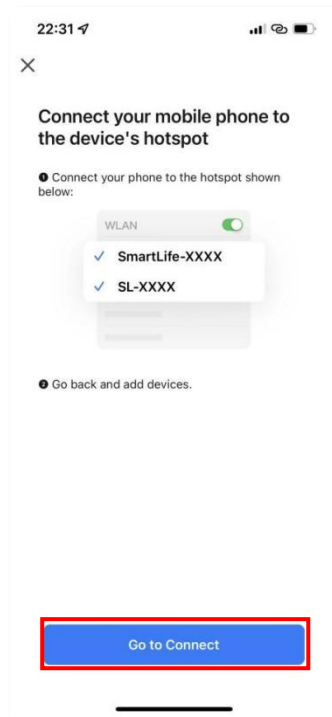 22:31
Connect your mobile phone to
the device's hotspot
❶ Connect your phone to the hotspot shown
below:
WLAN
✓ SmartLife-XXXX
✓ SL-XXXX
❷ Go back and add devices.
Go to Connect